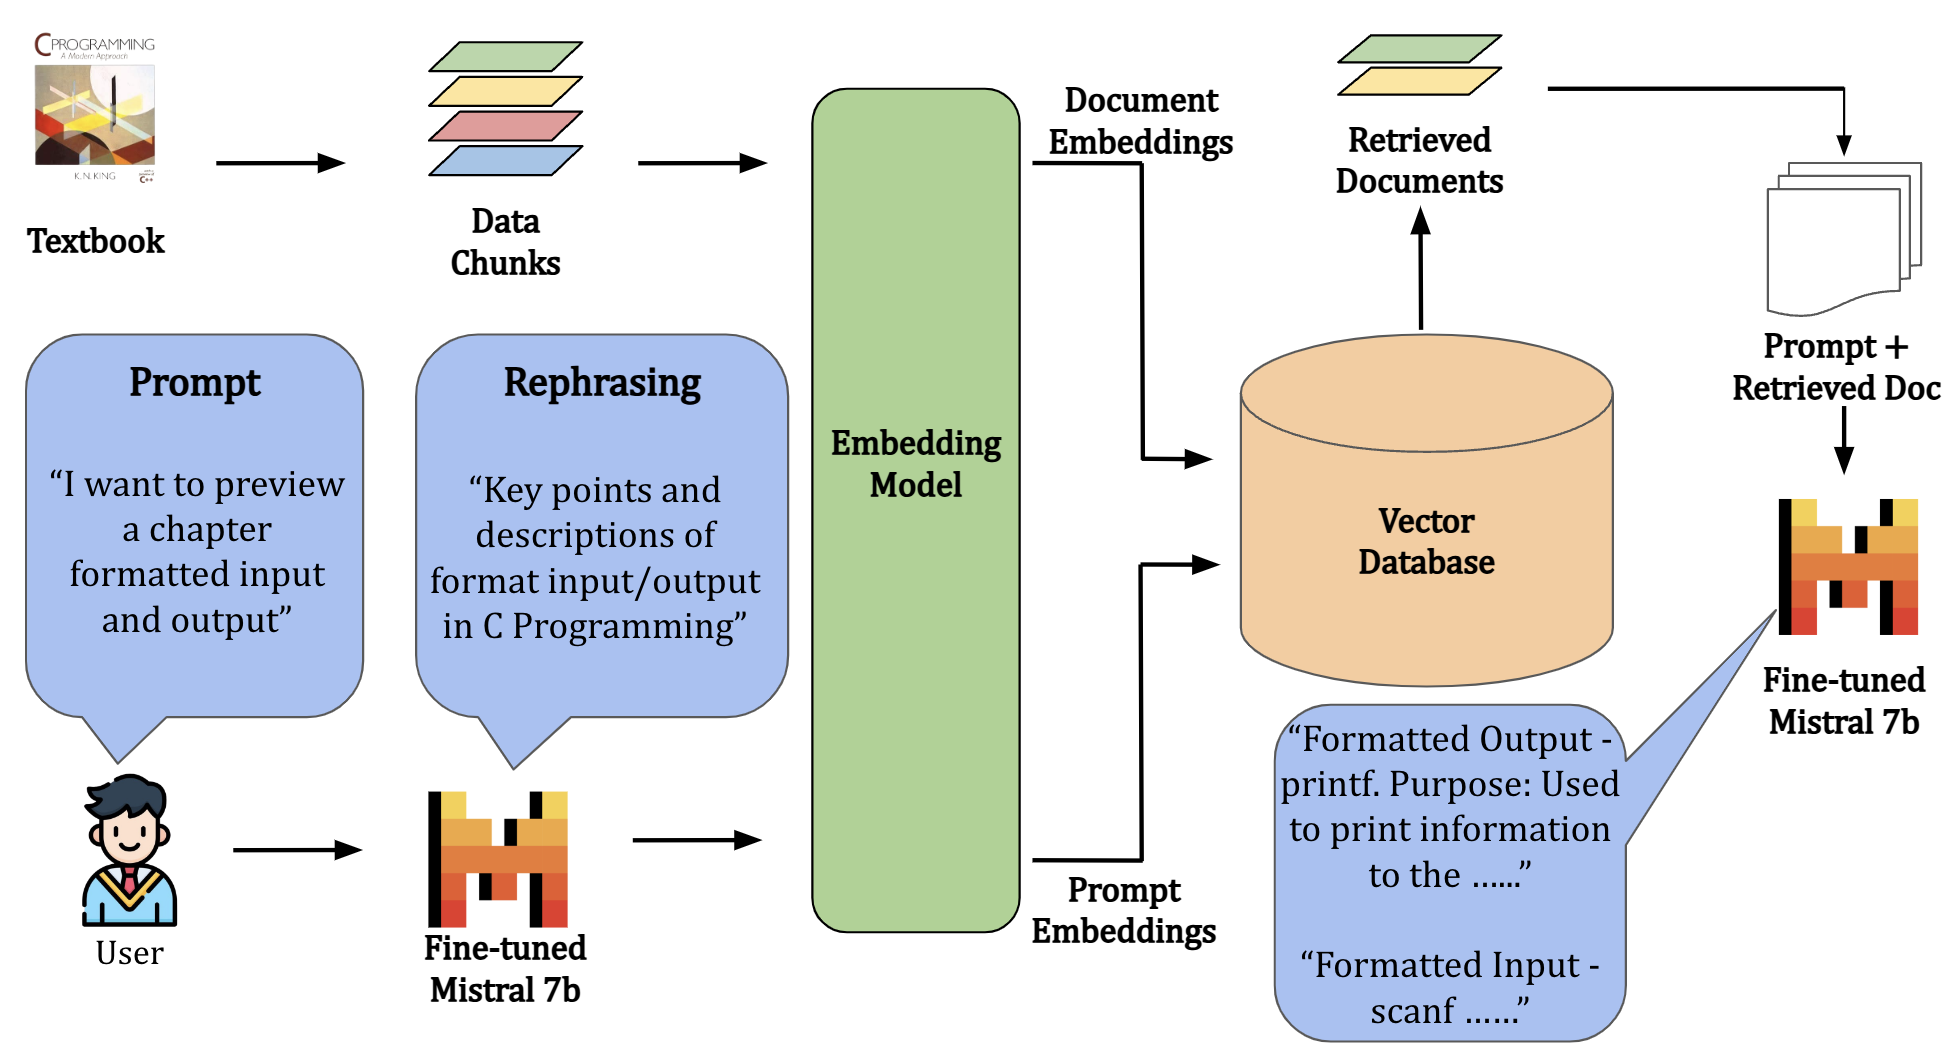 CPROGRAMMING
A Modern Approach
K. N. KING
C++
Textbook
Data
Chunks
Document
Embeddings
Retrieved
Documents
Prompt +
Retrieved Doc
Prompt
“I want to preview
a chapter
formatted input
and output”
User
Rephrasing
“Key points and
descriptions of
format input/output
in C Programming”
Fine-tuned
Mistral 7b
Embedding
Model
Prompt
Embeddings
Vector
Database
Fine-tuned
Mistral 7b
“Formatted Output -
printf. Purpose: Used
to print information
to the ......”
“Formatted Input -
scanf ......”